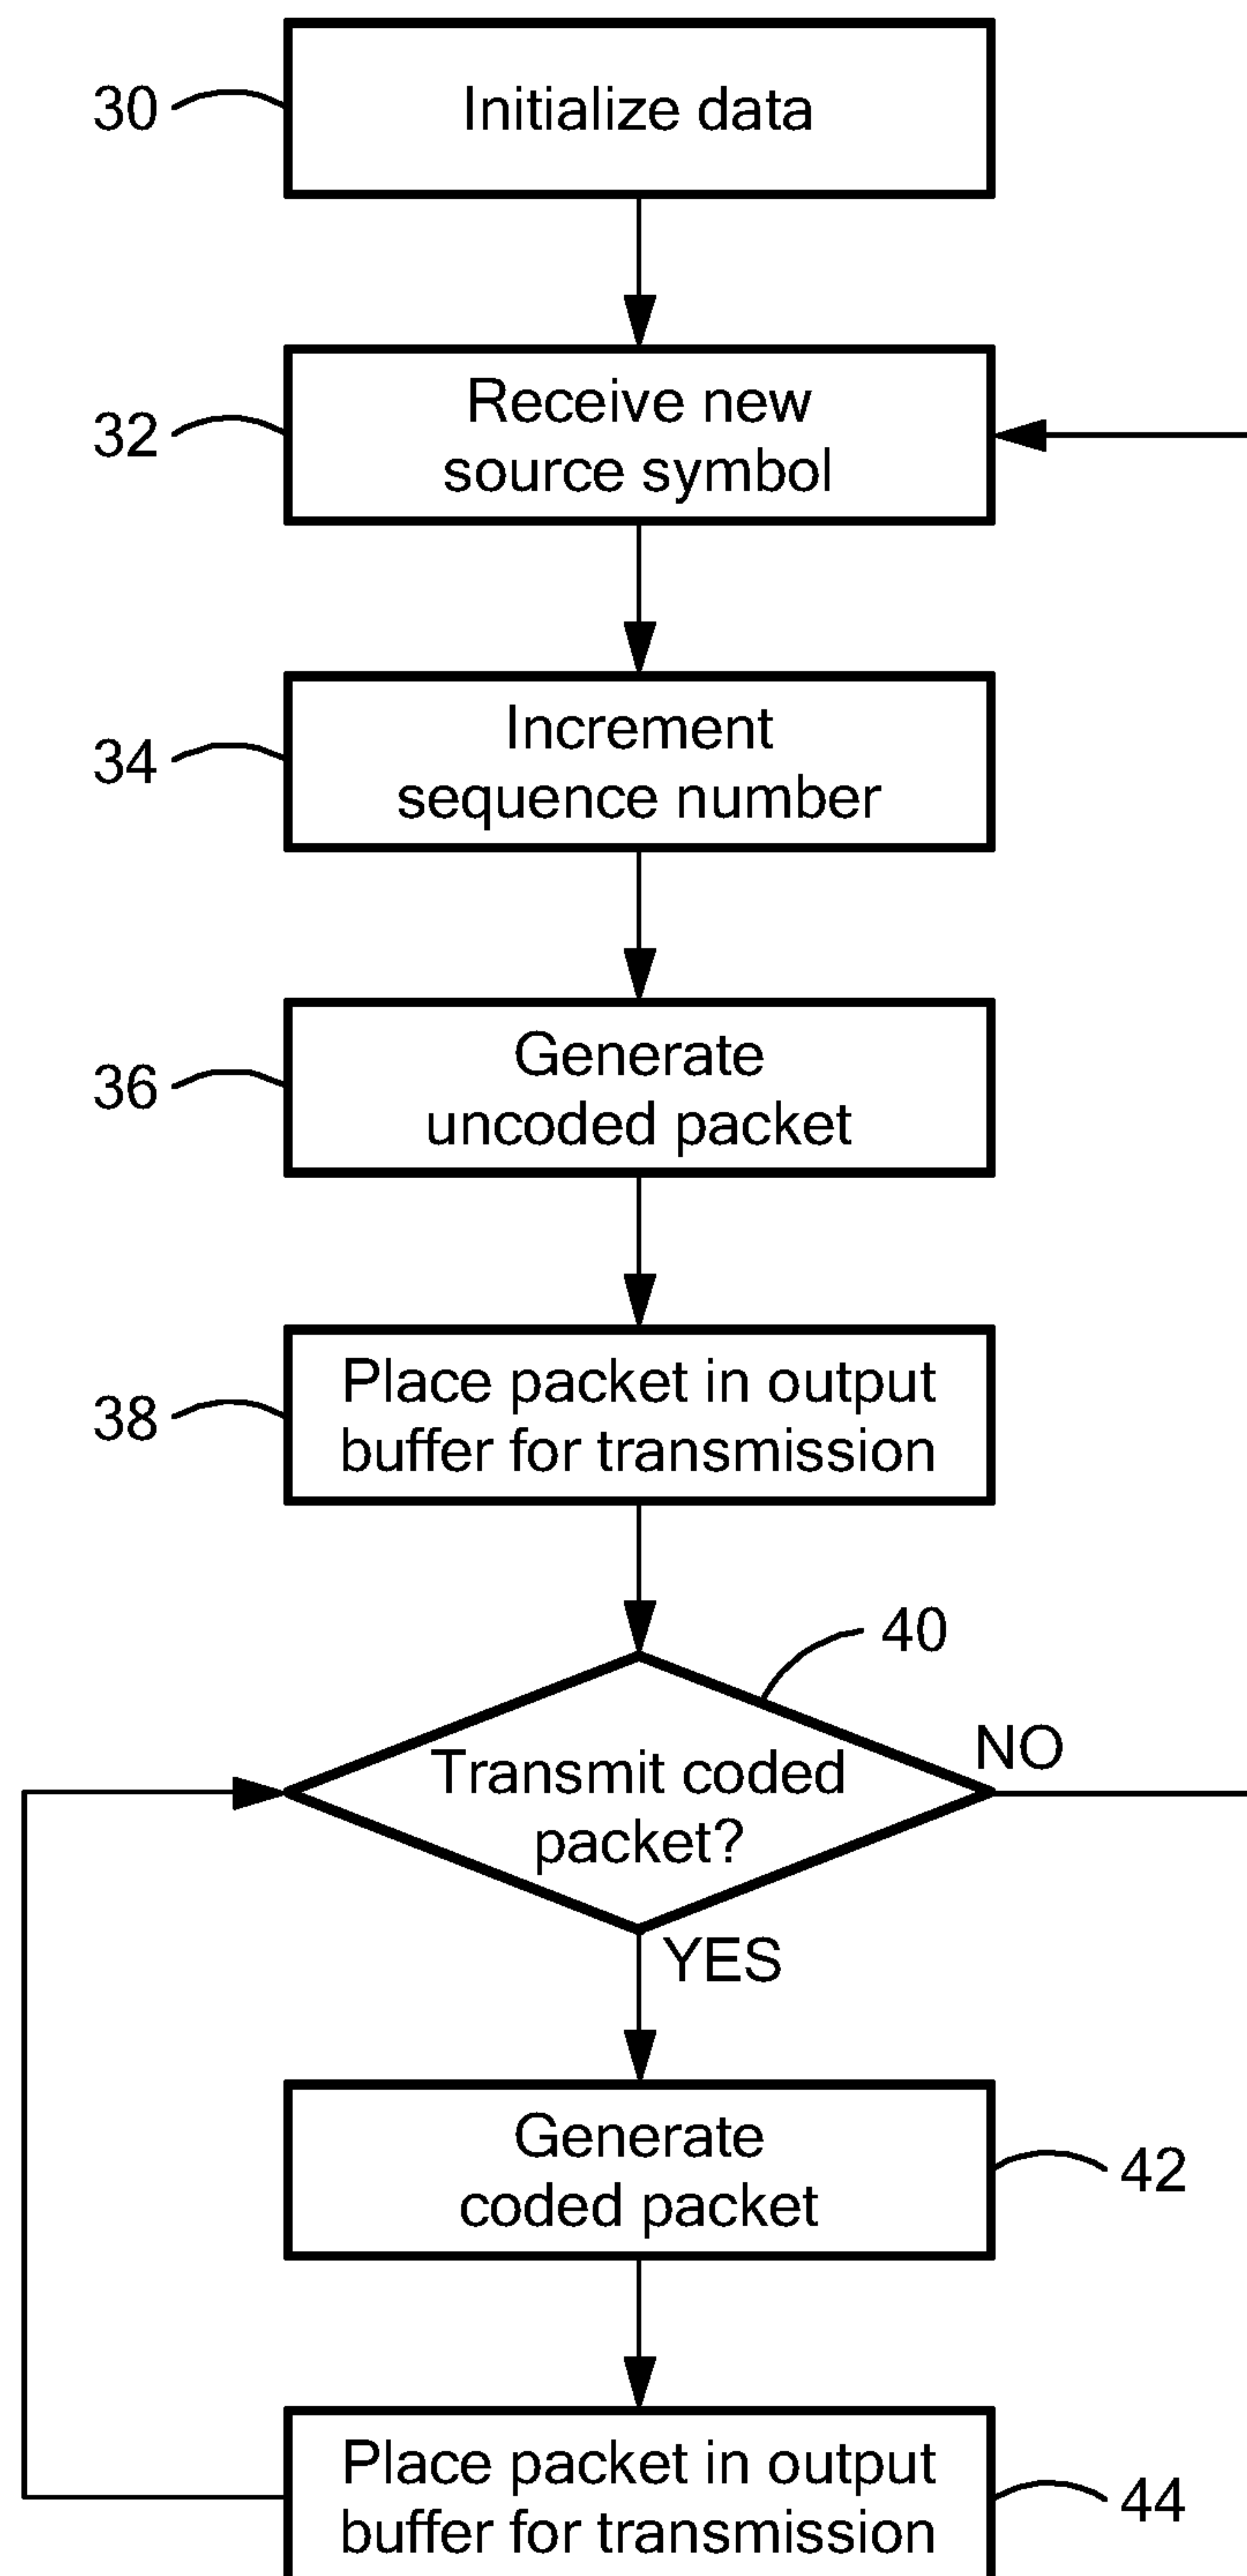 30
Initialize data
32
Receive new
source symbol
34
Increment
sequence number
36
Generate
uncoded packet
38
Place packet in output
buffer for transmission
40
Transmit coded
packet?
NO
YES
Generate
coded packet
42
Place packet in output
buffer for transmission
44